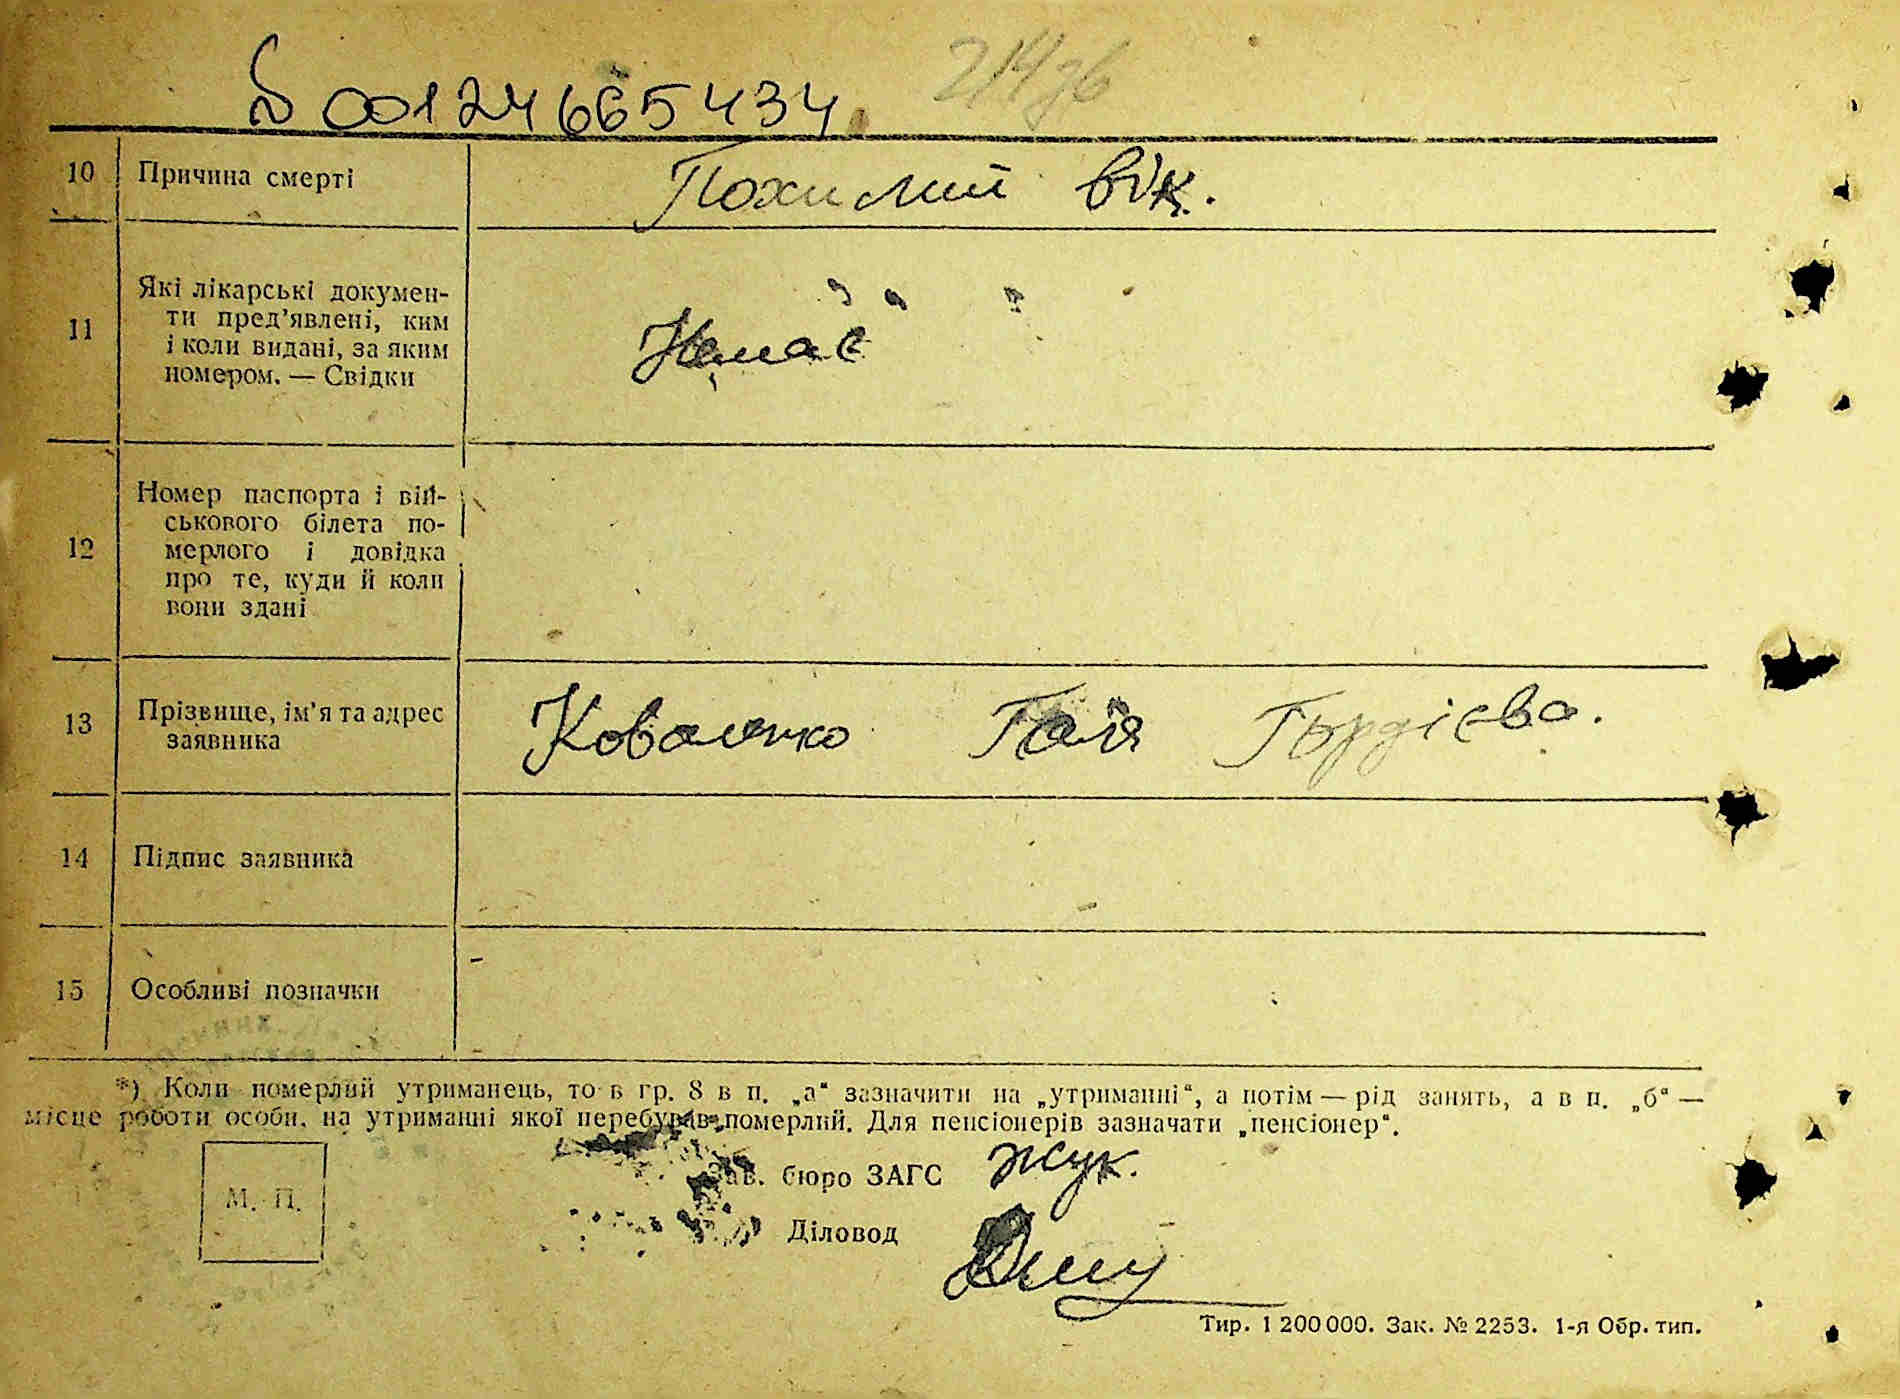 00124665434
10 Причина смерті Похилий вік.
11 Які лікарські докумен-
ти пред’явлені, ким
і коли видані, за яким
номером. — Свідки
Немає
12 Номер паспорта і вій-
ськового білета по-
мерлого і довідка
про те, куди й коли
вони здані
13 Прізвище, ім’я та адрес
заявника
Коваленко Галя Гордієва.
14 Підпис заявника
15 Особливі позначки
*) Коли померлий утриманець, то в гр. 8 в п. „а“ зазначити на „утриманні“, а потім — рід занять, а в п. „б“ —
місце роботи особи, на утриманні якої перебував померлий. Для пенсіонерів зазначати „пенсіонер“.
М. П.
Зав. бюро ЗАГС Жук.
Діловод
Тир. 1 200 000. Зак. № 2253. 1-я Обр. тип.